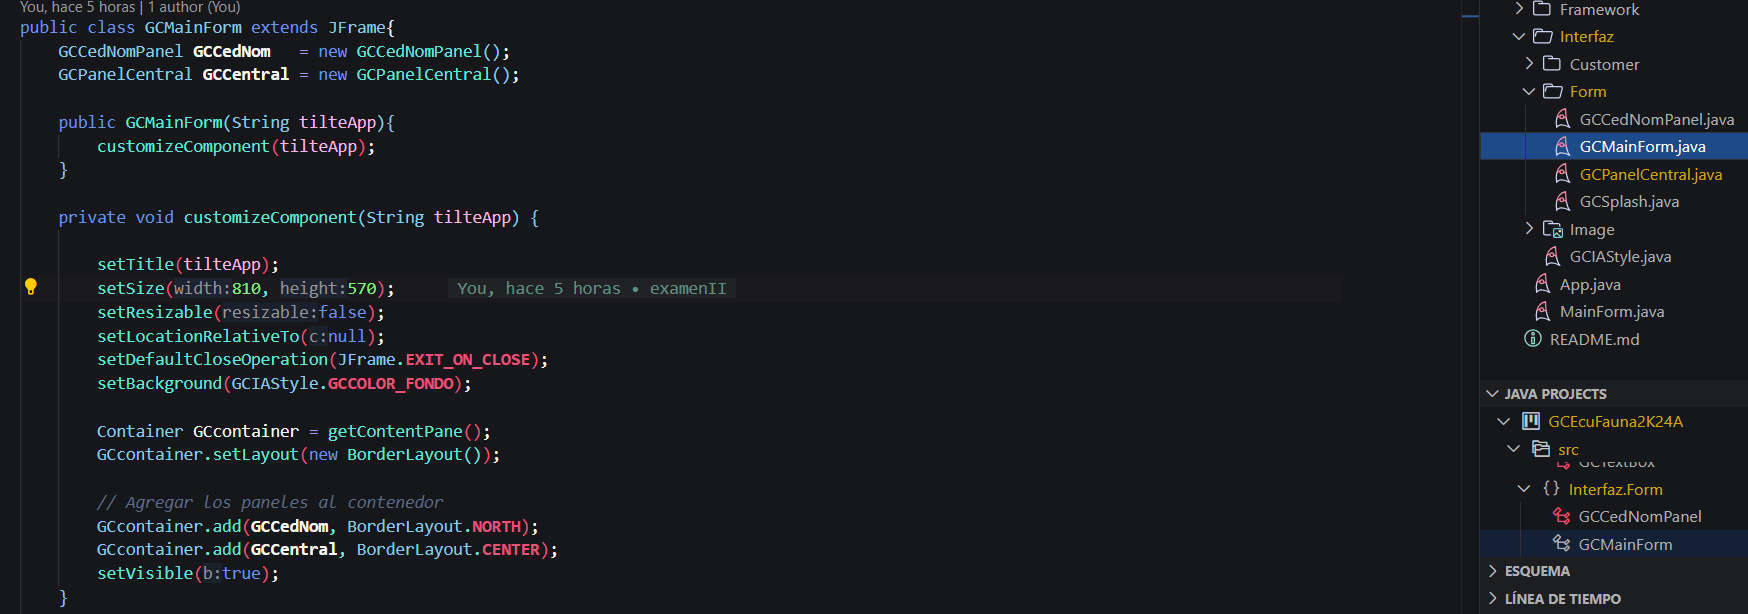 You, hace 5 horas | 1 author (You)
public class GCMainForm extends JFrame{
GCCedNomPanel GCCedNom = new GCCedNomPanel();
GCPanelCentral GCCentral = new GCPanelCentral();
public GCMainForm(String tilteApp){
customizeComponent(tilteApp);
}
private void customizeComponent(String tilteApp) {
setTitle(tilteApp);
setSize(width:810, height:570); You, hace 5 horas • examenII
setResizable(resizable:false);
setLocationRelativeTo(c:null);
setDefaultCloseOperation(JFrame.EXIT_ON_CLOSE);
setBackground(GCIAStyle.GCCOLOR_FONDO);
Container GCcontainer = getContentPane();
GCcontainer.setLayout(new BorderLayout());
// Agregar los paneles al contenedor
GCcontainer.add(GCCedNom, BorderLayout.NORTH);
GCcontainer.add(GCCentral, BorderLayout.CENTER);
setVisible(b:true);
}
Framework
Interfaz
Customer
Form
GCCedNomPanel.java
GCMainForm.java
GCPanelCentral.java
GCSplash.java
Image
GCIAStyle.java
App.java
MainForm.java
README.md
JAVA PROJECTS
GCEcuFauna2K24A
src
GCTextBox
{} Interfaz.Form
GCCedNomPanel
GCMainForm
ESQUEMA
LÍNEA DE TIEMPO